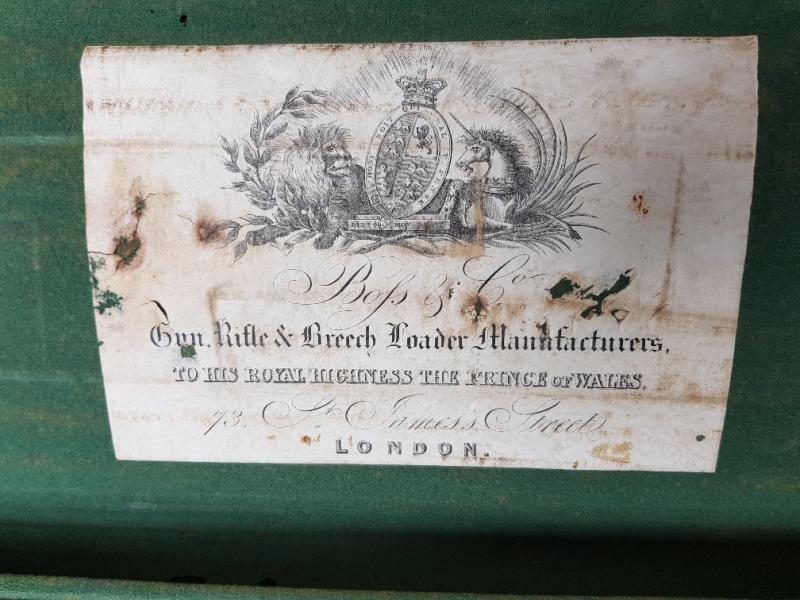 Boſs & Co
Gun, Rifle & Breech Loader Manufacturers,
TO HIS ROYAL HIGHNESS THE PRINCE OF WALES,
73, St. James's Street
LONDON.